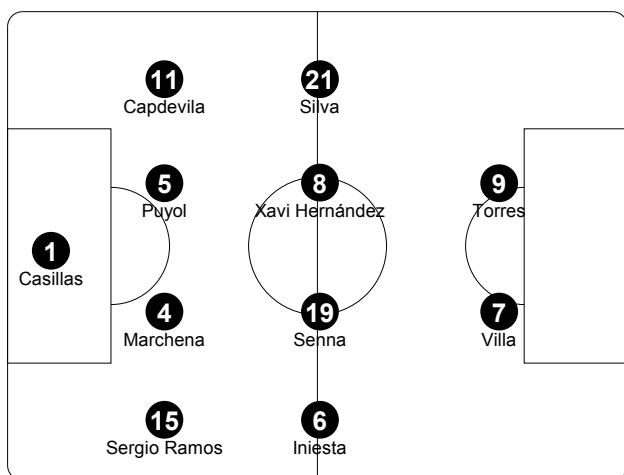 11
Capdevila
21
Silva
5
Puyol
8
Xavi Hernández
9
Torres
1
Casillas
4
Marchena
19
Senna
7
Villa
15
Sergio Ramos
6
Iniesta